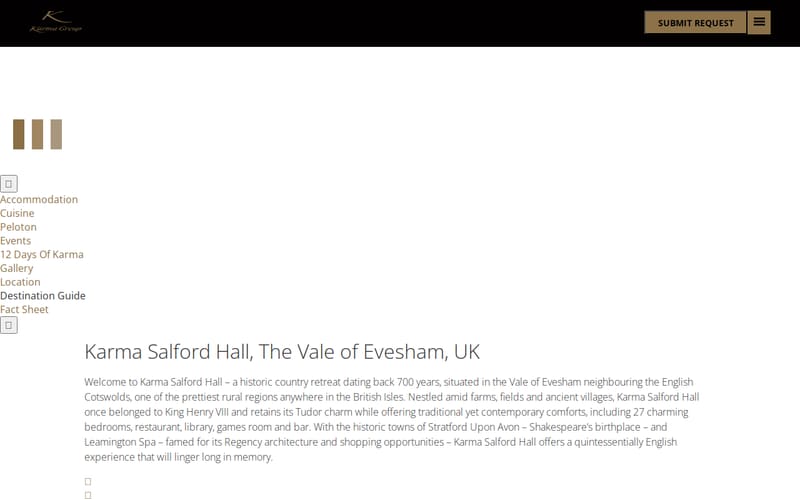 Karma Group
SUBMIT REQUEST
Accommodation
Cuisine
Peloton
Events
12 Days Of Karma
Gallery
Location
Destination Guide
Fact Sheet
Karma Salford Hall, The Vale of Evesham, UK
Welcome to Karma Salford Hall – a historic country retreat dating back 700 years, situated in the Vale of Evesham neighbouring the English
Cotswolds, one of the prettiest rural regions anywhere in the British Isles. Nestled amid farms, fields and ancient villages, Karma Salford Hall
once belonged to King Henry VIII and retains its Tudor charm while offering traditional yet contemporary comforts, including 27 charming
bedrooms, restaurant, library, games room and bar. With the historic towns of Stratford Upon Avon – Shakespeare's birthplace – and
Leamington Spa – famed for its Regency architecture and shopping opportunities – Karma Salford Hall offers a quintessentially English
experience that will linger long in memory.